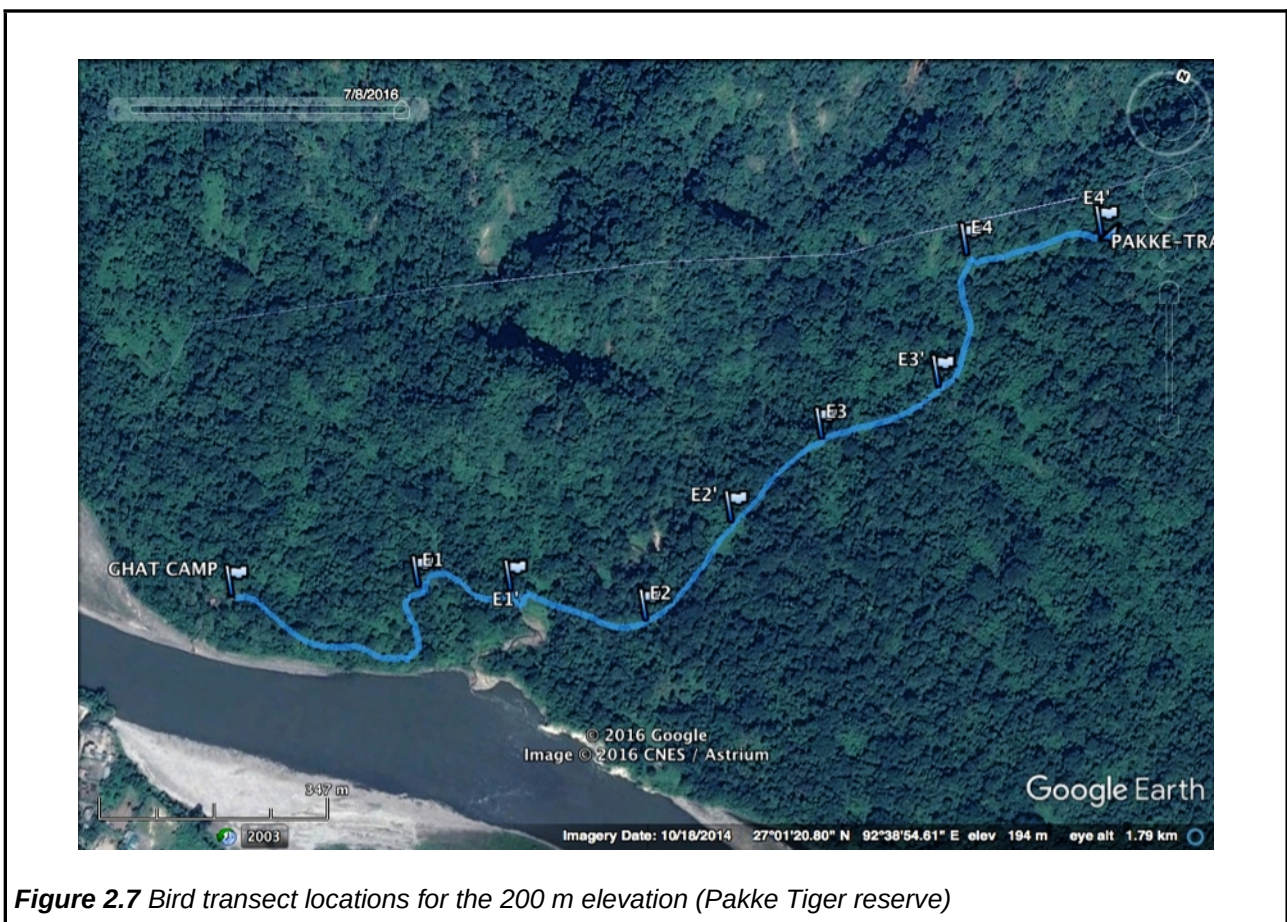 7/8/2016
N
E4'
E4
PAKKE-TRA
E3'
E3
E2'
GHAT CAMP
E1
E1'
E2
© 2016 Google
Image © 2016 CNES / Astrium
347 m
Google Earth
2003
Imagery Date: 10/18/2014 27°01'20.80" N 92°38'54.61" E elev 194 m eye alt 1.79 km
Figure 2.7 Bird transect locations for the 200 m elevation (Pakke Tiger reserve)